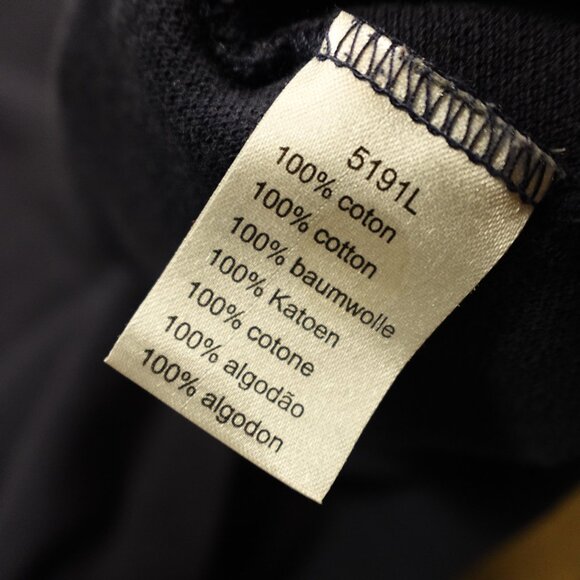 5191L
100% coton
100% cotton
100% baumwolle
100% Katoen
100% cotone
100% algodão
100% algodon